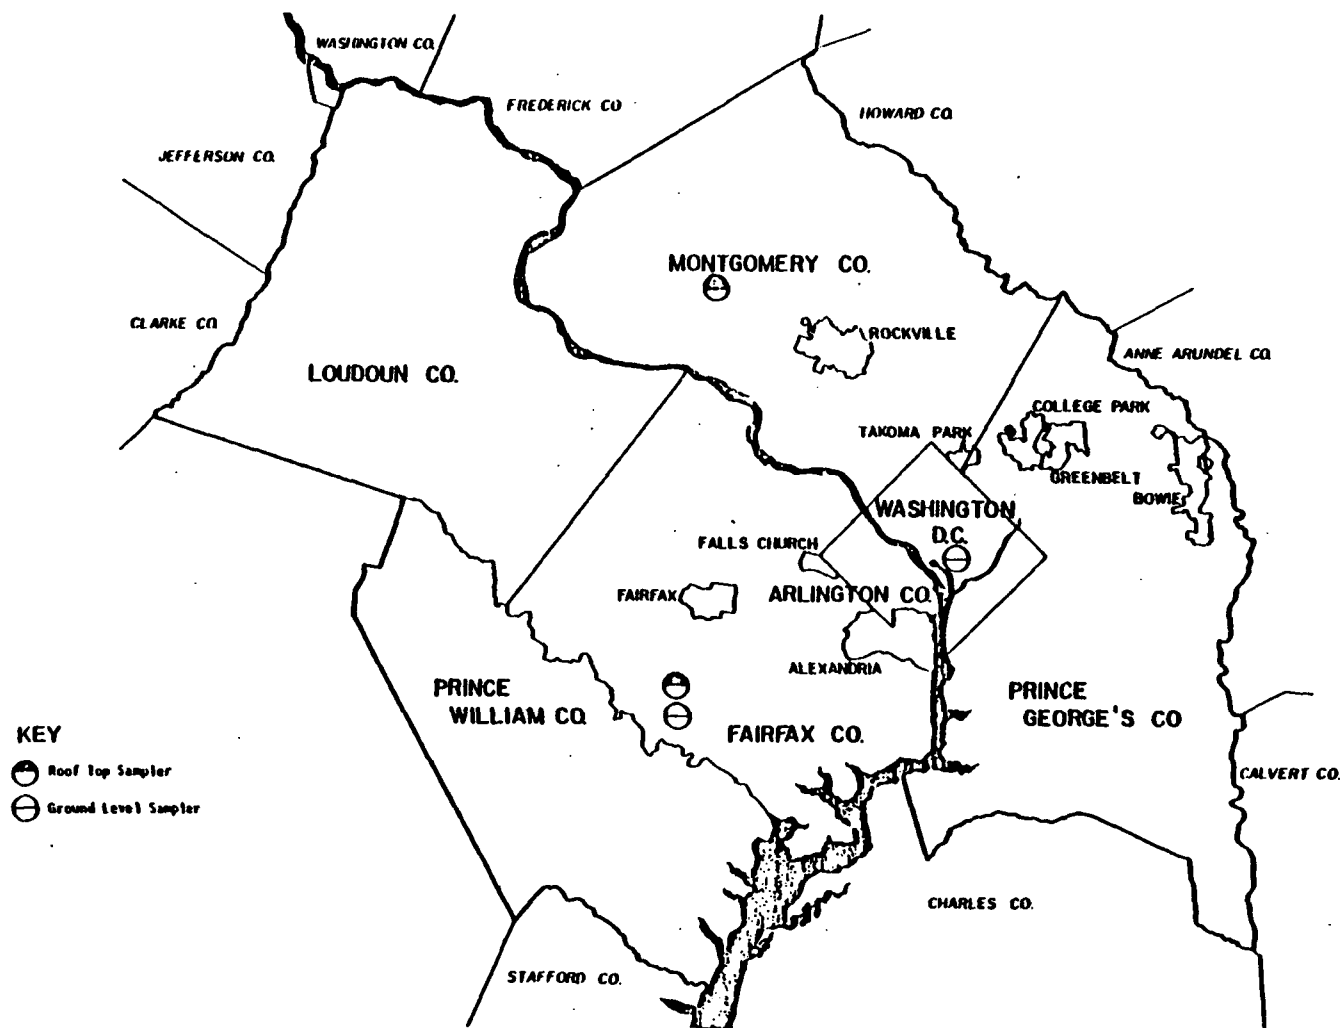 WASHINGTON CO.
FREDERICK CO
HOWARD CO.
JEFFERSON CO.
MONTGOMERY CO.
CLARKE CO.
ROCKVILLE
ANNE ARUNDEL CO.
LOUDOUN CO.
COLLEGE PARK
TAKOMA PARK
GREENBELT
BOWIE
WASHINGTON
D.C.
FALLS CHURCH
FAIRFAX
ARLINGTON CO.
ALEXANDRIA
PRINCE
WILLIAM CO.
PRINCE
GEORGE'S CO
FAIRFAX CO.
KEY
Roof Top Sampler
Ground Level Sampler
CALVERT CO.
CHARLES CO.
STAFFORD CO.